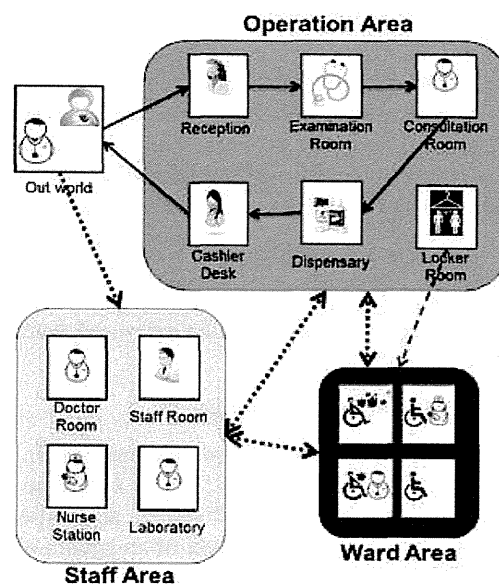 Operation Area
Reception
Examination
Room
Consultation
Room
Out world
Cashier
Desk
Dispensary
Locker
Room
Doctor
Room
Staff Room
Nurse
Station
Laboratory
Staff Area
Ward Area